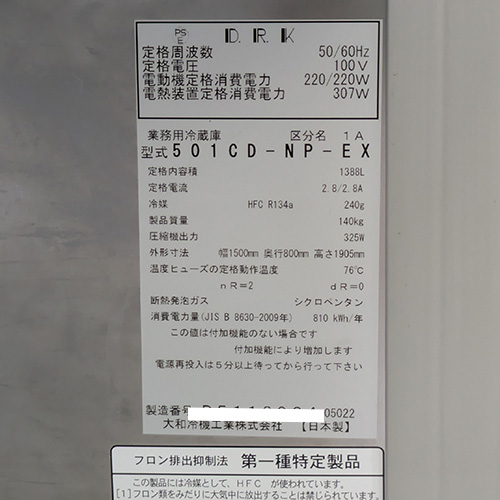 PS
E
D.R.K
定格周波数 50/60Hz
定格電圧 100V
電動機定格消費電力 220/220W
電熱装置定格消費電力 307W
業務用冷蔵庫 区分名 1A
型式 501CD-NP-EX
定格内容積 1388L
定格電流 2.8/2.8A
冷媒 HFC R134a 240g
製品質量 140kg
圧縮機出力 325W
外形寸法 幅1500mm 奥行800mm 高さ1905mm
温度ヒューズの定格動作温度 76℃
nR=2 dR=0
断熱発泡ガス シクロペンタン
消費電力量(JIS B 8630-2009年) 810 kWh/年
この値は付加機能のない場合です
付加機能により増加します
電源再投入は5分以上待ってから行って下さい
製造番号 05022
大和冷機工業株式会社 【日本製】
フロン排出抑制法 第一種特定製品
この製品には冷媒として、HFCが使われています。
[1]フロン類をみだりに大気中に放出することは禁じられています。